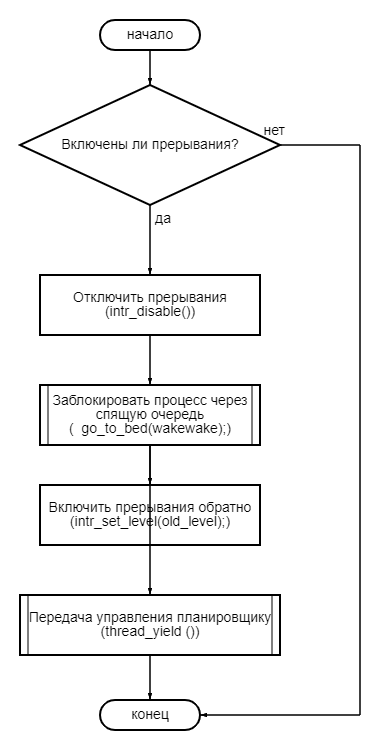 начало
Включены ли прерывания?
нет
да
Отключить прерывания
(intr_disable())
Заблокировать процесс через
спящую очередь
(  go_to_bed(wakewake);)
Включить прерывания обратно
(intr_set_level(old_level);)
Передача управления планировщику
(thread_yield ())
конец